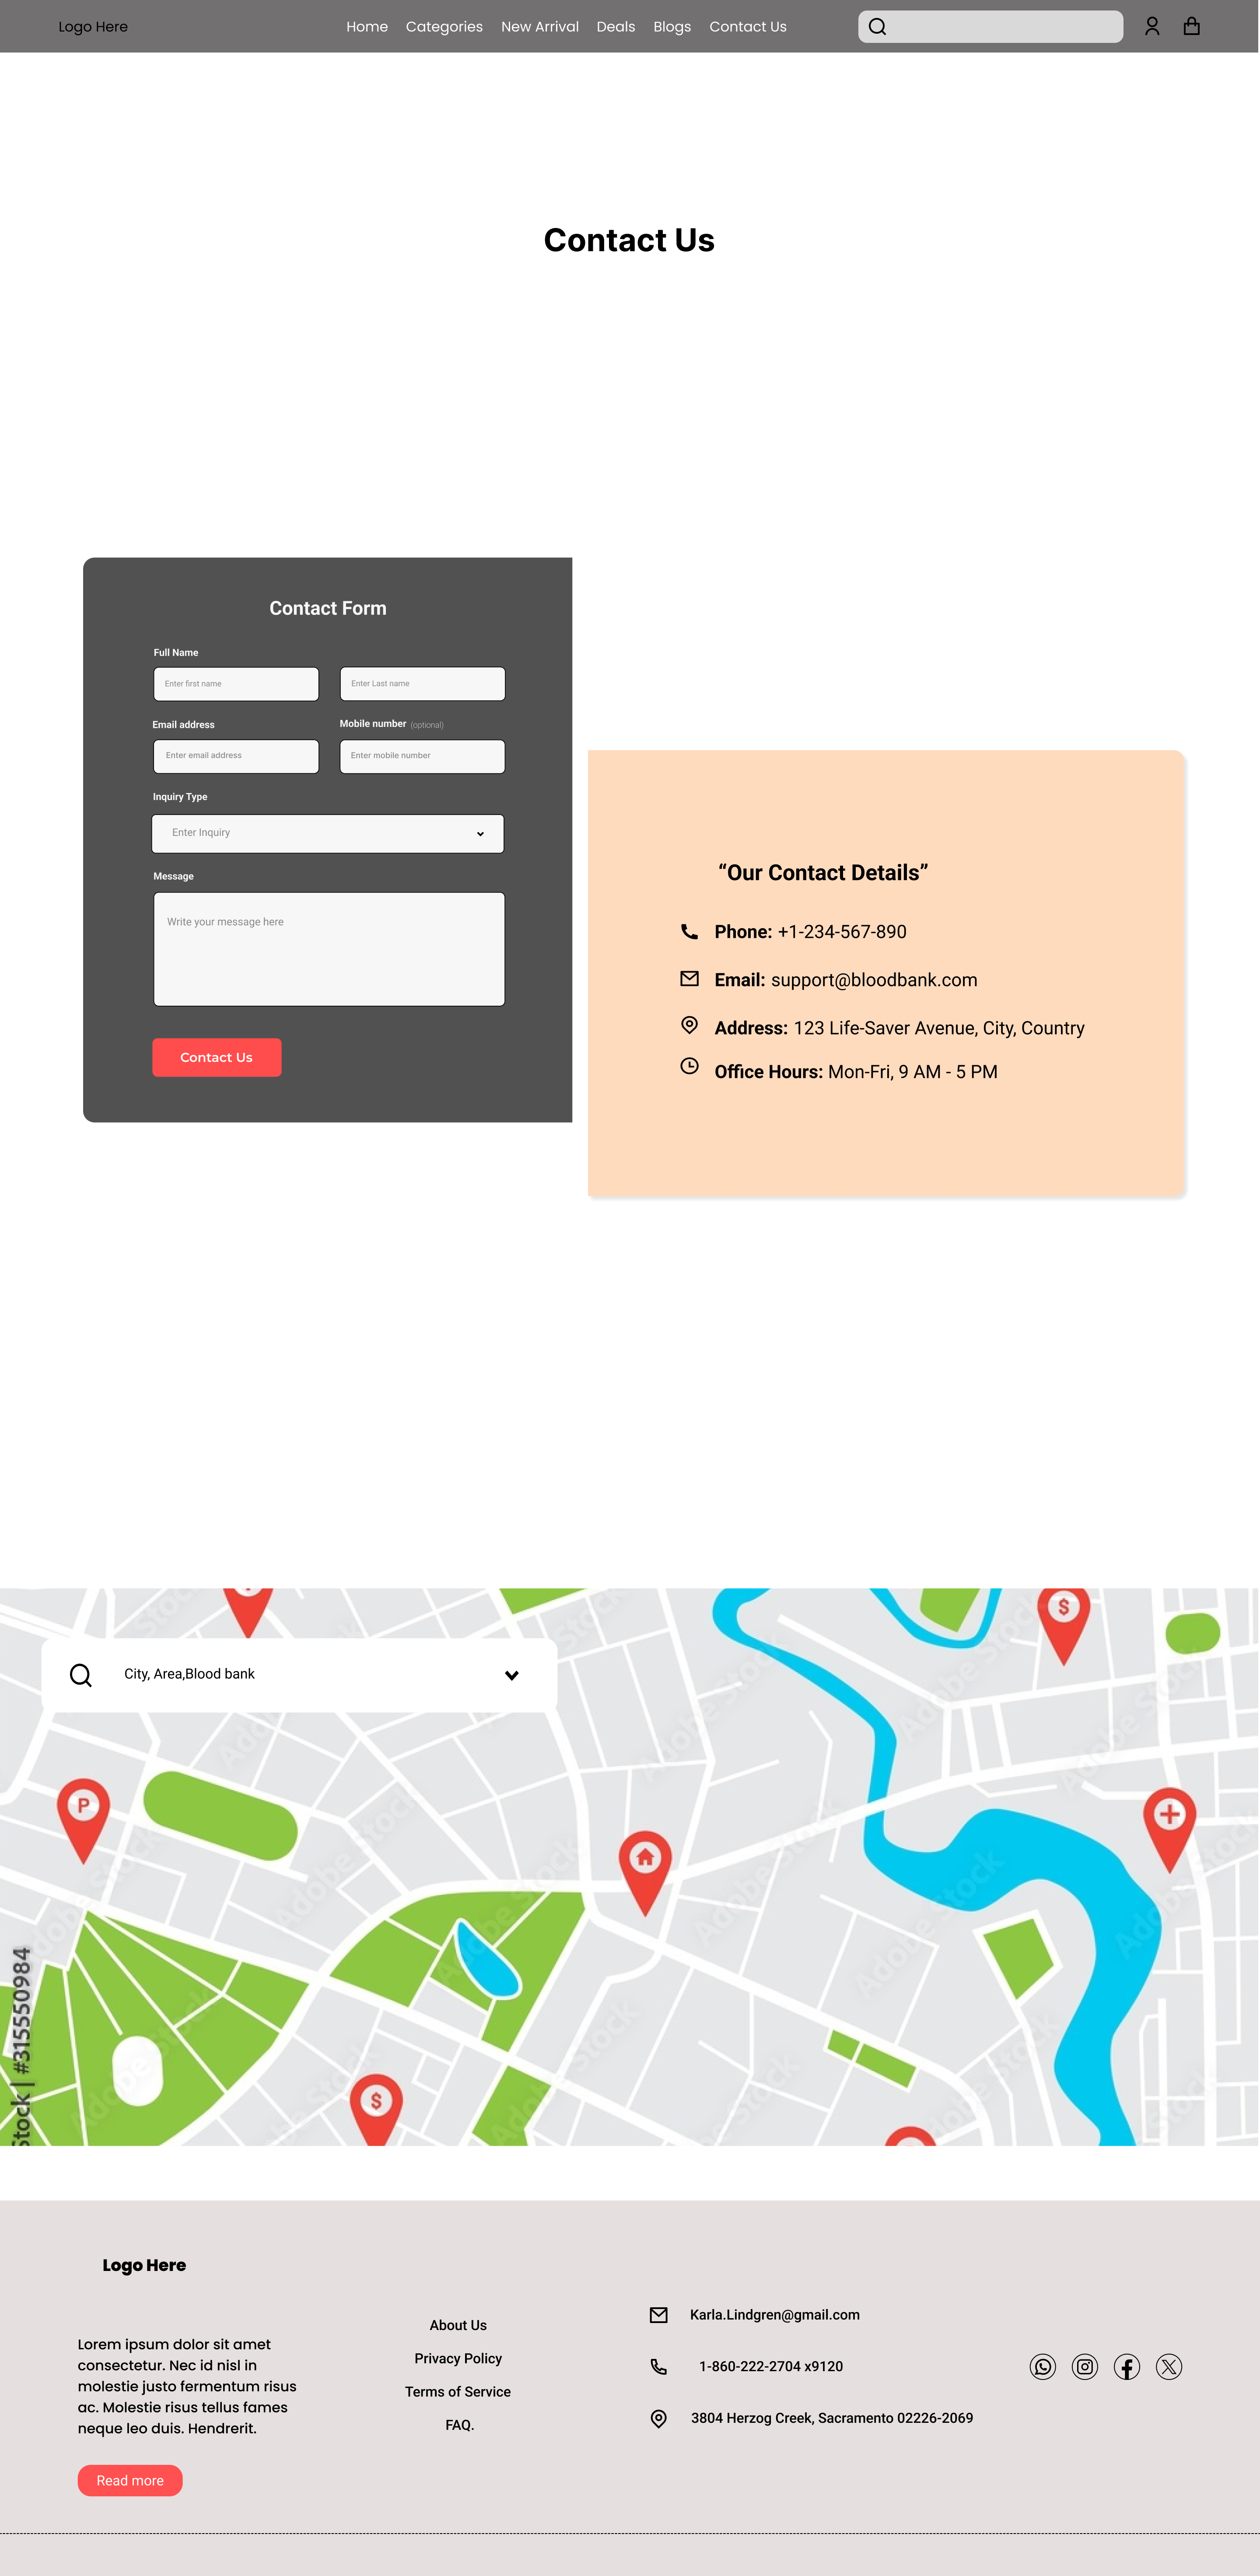 Logo Here
Home Categories New Arrival Deals Blogs Contact Us
Contact Us
Contact Form
Full Name
Enter first name
Enter Last name
Email address
Mobile number (optional)
Enter email address
Enter mobile number
Inquiry Type
Enter Inquiry
Message
Write your message here
Contact Us
“Our Contact Details”
Phone: +1-234-567-890
Email: support@bloodbank.com
Address: 123 Life-Saver Avenue, City, Country
Office Hours: Mon-Fri, 9 AM - 5 PM
City, Area,Blood bank
$
P
$
Stock | #315550984
Adobe Stock
Logo Here
Lorem ipsum dolor sit amet
consectetur. Nec id nisl in
molestie justo fermentum risus
ac. Molestie risus tellus fames
neque leo duis. Hendrerit.
Read more
About Us
Privacy Policy
Terms of Service
FAQ.
Karla.Lindgren@gmail.com
1-860-222-2704 x9120
3804 Herzog Creek, Sacramento 02226-2069